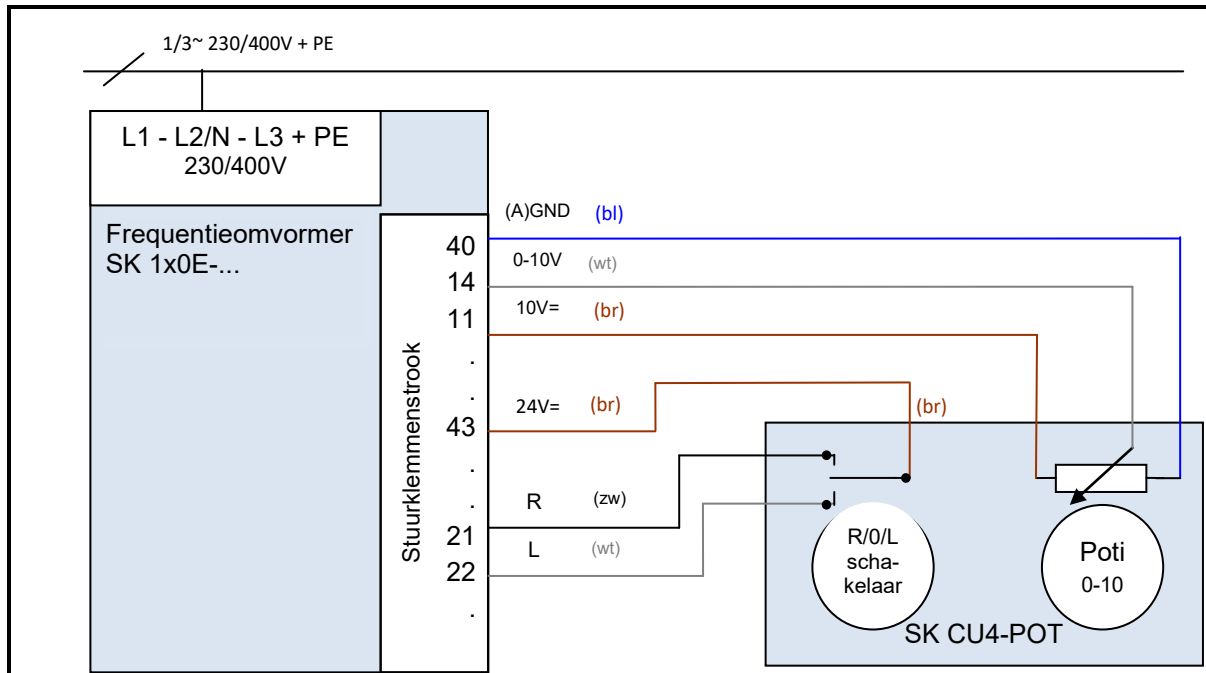 1/3~ 230/400V + PE
L1 - L2/N - L3 + PE
230/400V
Frequentieomvormer
SK 1x0E-...
Stuurklemmenstrook
40
14
11
.
.
43
.
.
21
22
.
(A)GND (bl)
0-10V (wt)
10V= (br)
24V= (br)
(br)
R (zw)
L (wt)
R/0/L
scha-
kelaar
Poti
0-10
SK CU4-POT